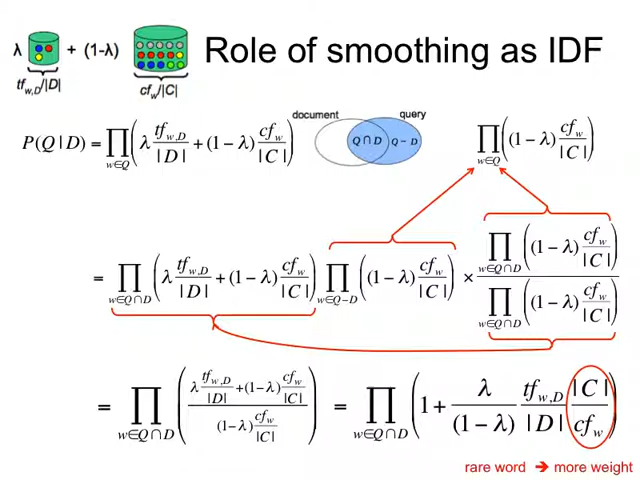 Role of smoothing as IDF
λ + (1-λ)
tf_{w,D}/|D| cf_w/|C|
document query
Q∩D Q−D
P(Q|D) = ∏_{w∈Q} (λ tf_{w,D}/|D| + (1−λ) cf_w/|C|)
∏_{w∈Q} ((1−λ) cf_w/|C|)
= ∏_{w∈Q∩D} (λ tf_{w,D}/|D| + (1−λ) cf_w/|C|) ∏_{w∈Q−D} ((1−λ) cf_w/|C|) × ∏_{w∈Q∩D} ((1−λ) cf_w/|C|) / ∏_{w∈Q∩D} ((1−λ) cf_w/|C|)
= ∏_{w∈Q∩D} ((λ tf_{w,D}/|D| + (1−λ) cf_w/|C|) / ((1−λ) cf_w/|C|)) = ∏_{w∈Q∩D} (1 + λ/(1−λ) tf_{w,D}/|D| |C|/cf_w)
rare word ➔ more weight